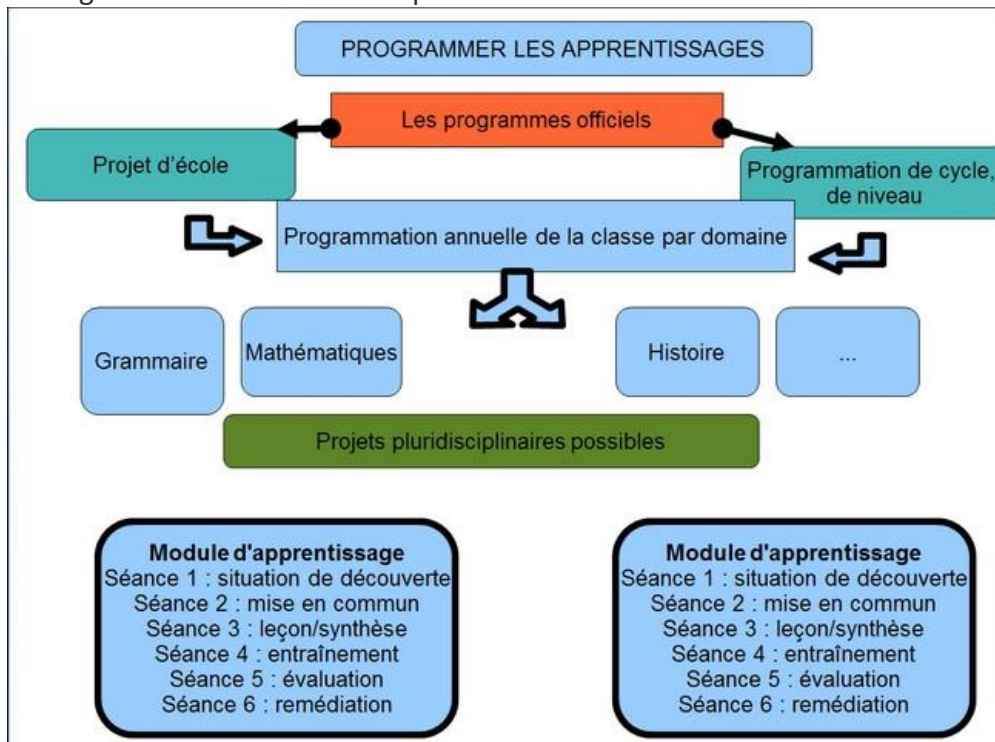 PROGRAMMER LES APPRENTISSAGES
Les programmes officiels
Projet d'école
Programmation de cycle,
de niveau
Programmation annuelle de la classe par domaine
Grammaire
Mathématiques
Histoire
...
Projets pluridisciplinaires possibles
Module d'apprentissage
Séance 1 : situation de découverte
Séance 2 : mise en commun
Séance 3 : leçon/synthèse
Séance 4 : entraînement
Séance 5 : évaluation
Séance 6 : remédiation
Module d'apprentissage
Séance 1 : situation de découverte
Séance 2 : mise en commun
Séance 3 : leçon/synthèse
Séance 4 : entraînement
Séance 5 : évaluation
Séance 6 : remédiation